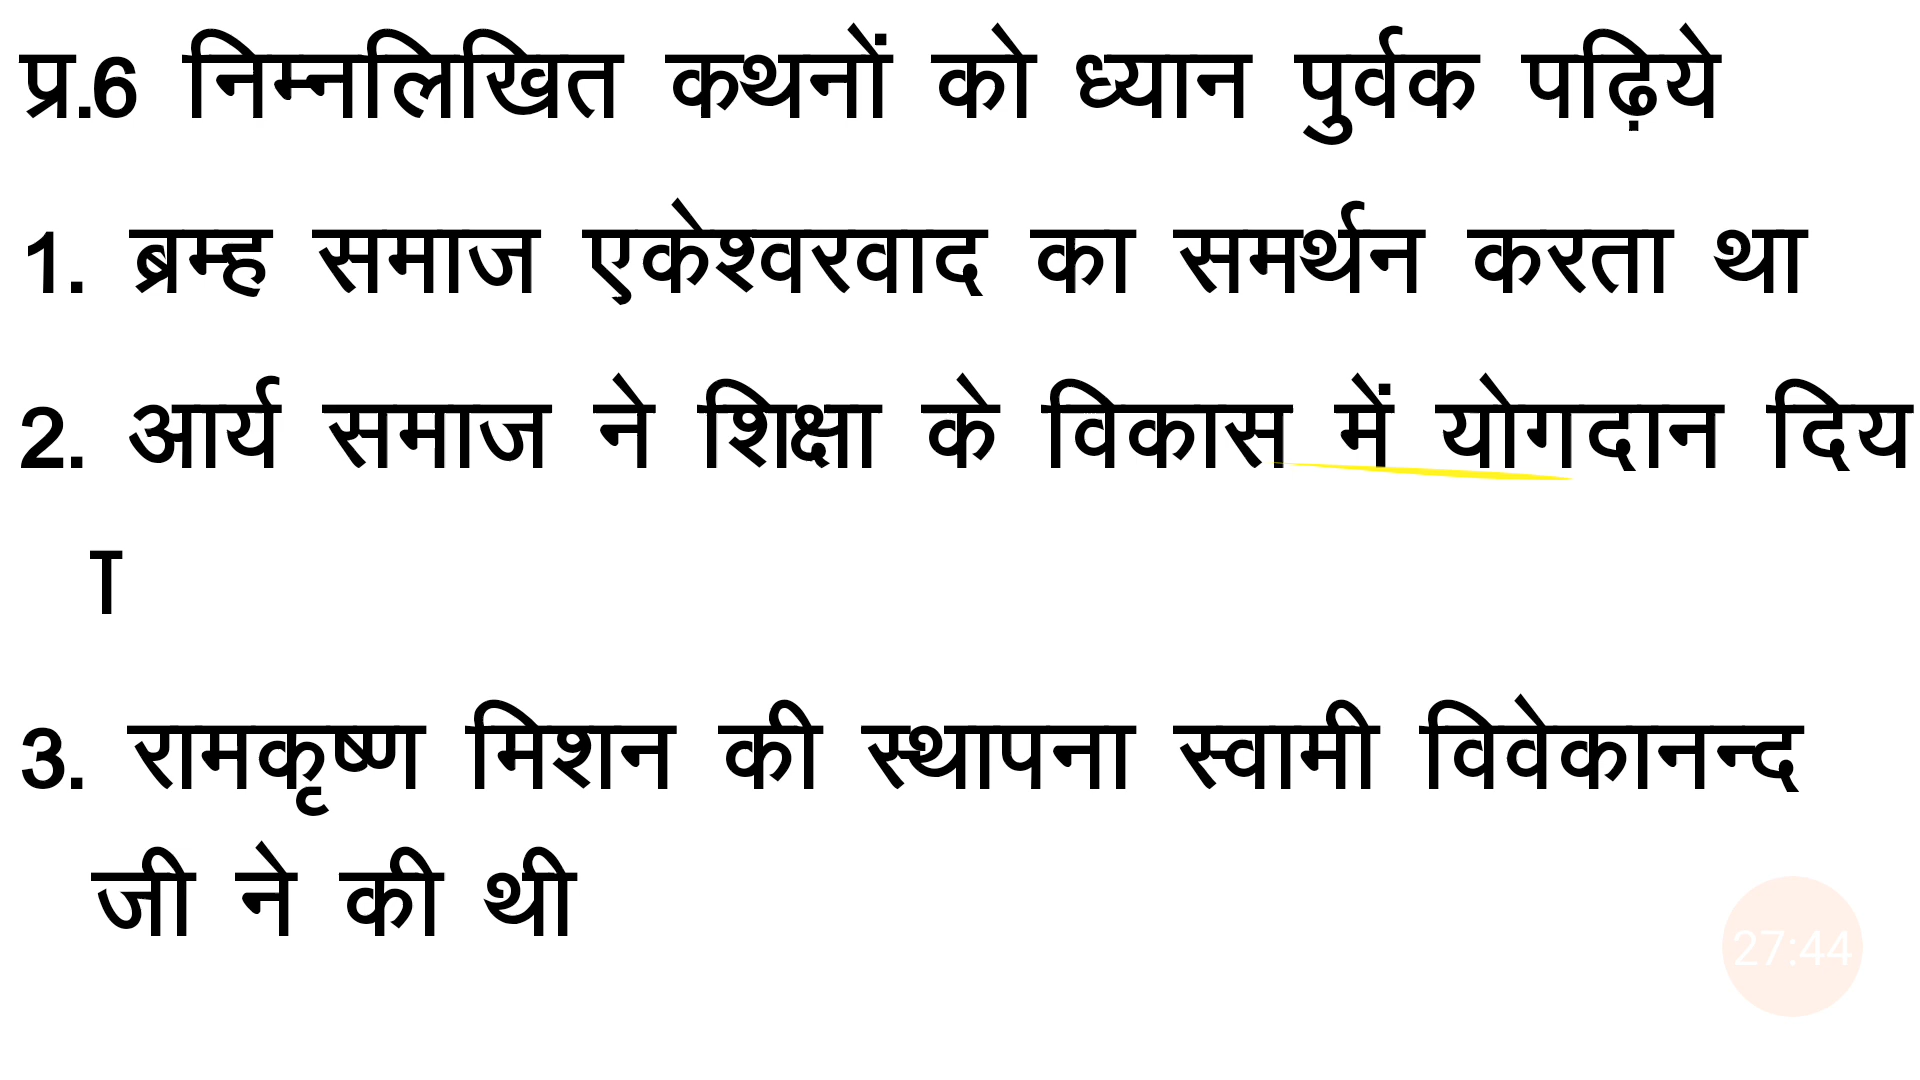 प्र.6 निम्नलिखित कथनों को ध्यान पुर्वक पढ़िये
1. ब्रम्ह समाज एकेश्वरवाद का समर्थन करता था
2. आर्य समाज ने शिक्षा के विकास में योगदान दिय
ा
3. रामकृष्ण मिशन की स्थापना स्वामी विवेकानन्द
जी ने की थी
27:44